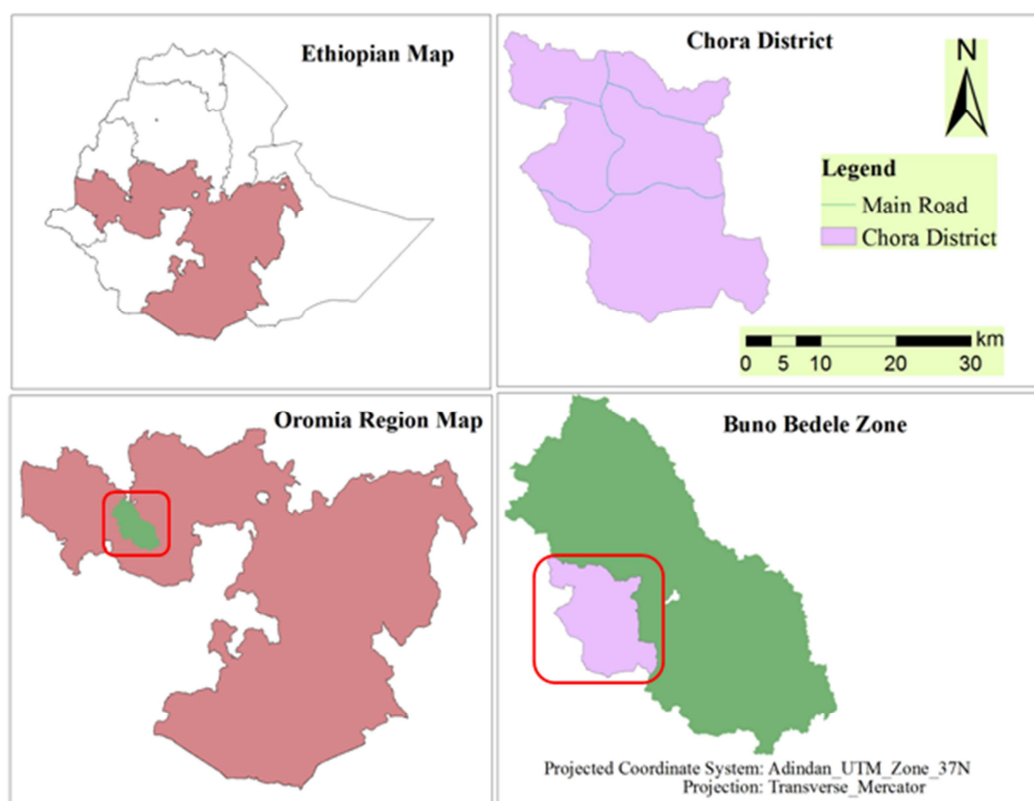 Ethiopian Map
Chora District
N
Legend
Main Road
Chora District
km
0 5 10 20 30
Oromia Region Map
Buno Bedele Zone
Projected Coordinate System: Adindan_UTM_Zone_37N
Projection: Transverse_Mercator